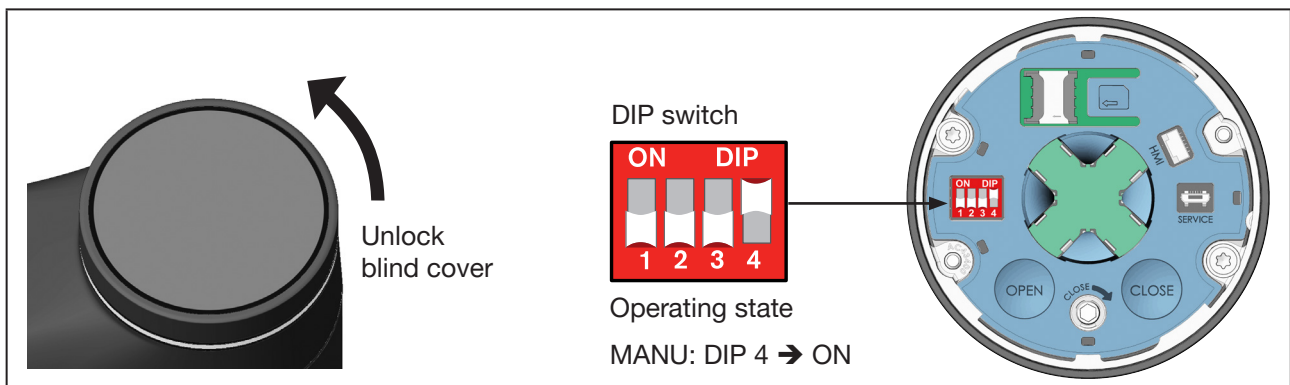 Unlock
blind cover
DIP switch
ON DIP
1 2 3 4
Operating state
MANU: DIP 4 ➔ ON
ON DIP
1 2 3 4
HMI
SERVICE
OPEN
CLOSE
CLOSE